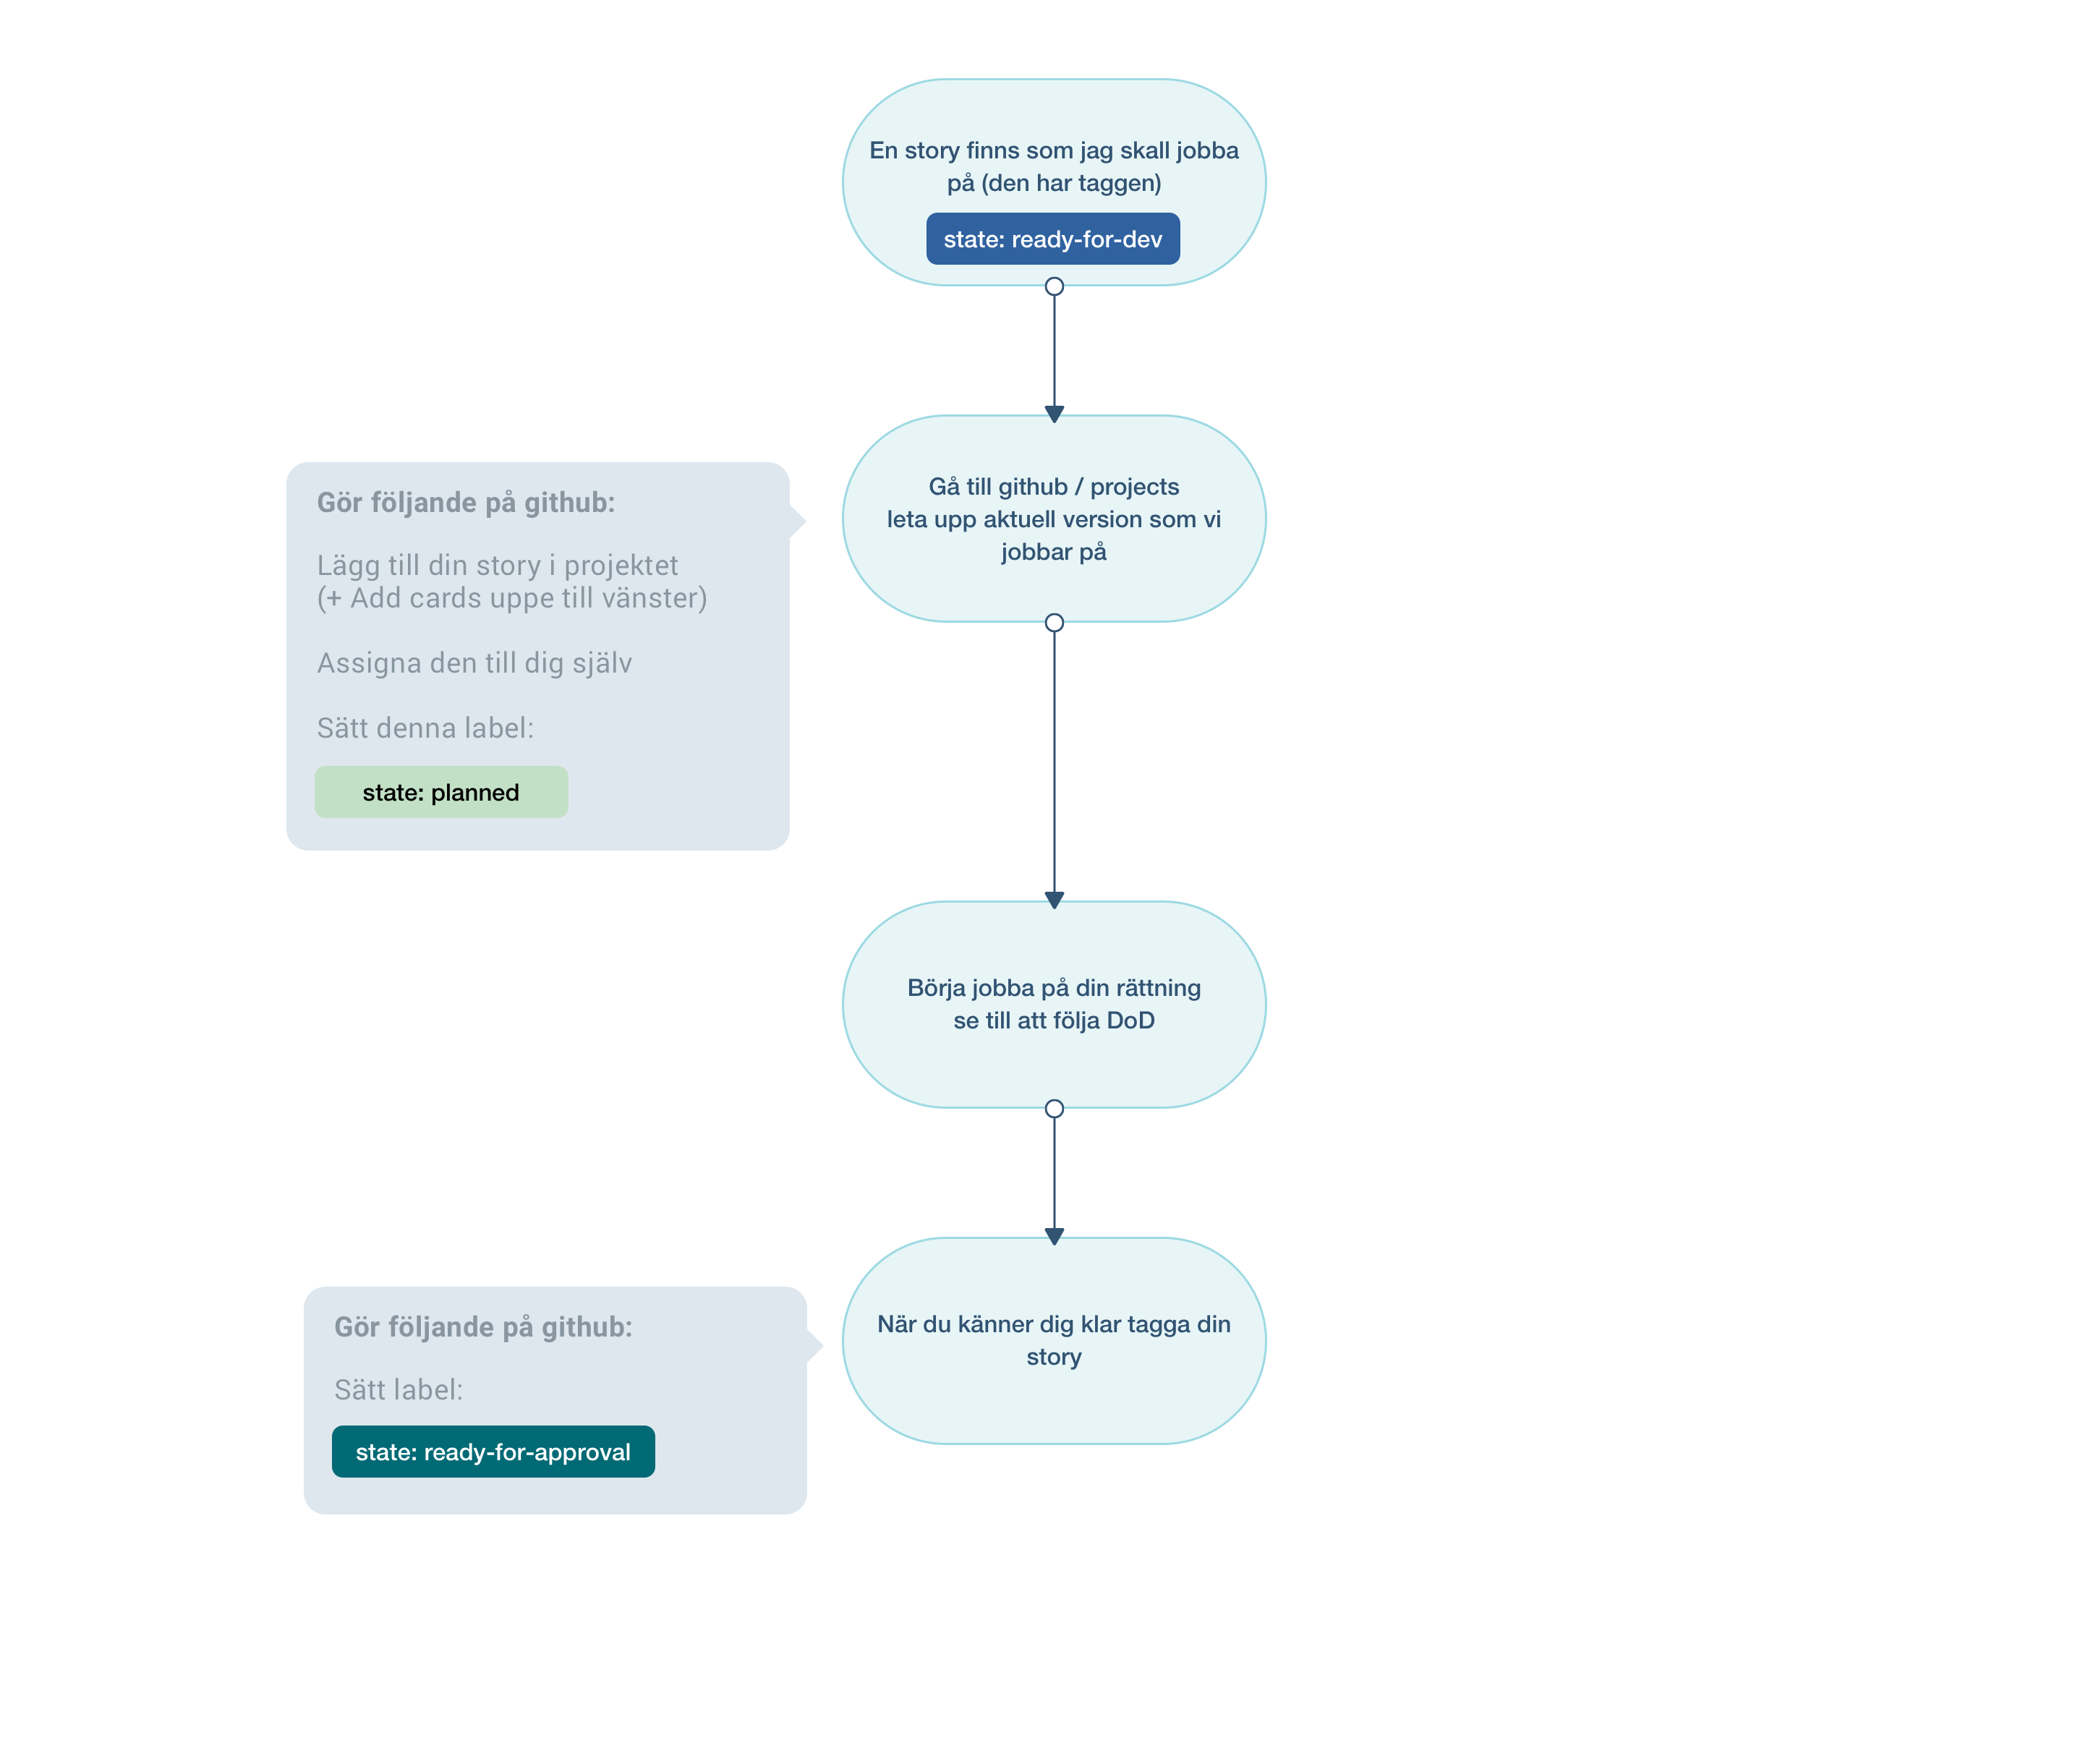 En story finns som jag skall jobba
på (den har taggen)
state: ready-for-dev
Gå till github / projects
leta upp aktuell version som vi
jobbar på
Gör följande på github:
Lägg till din story i projektet
(+ Add cards uppe till vänster)
Assigna den till dig själv
Sätt denna label:
state: planned
Börja jobba på din rättning
se till att följa DoD
När du känner dig klar tagga din
story
Gör följande på github:
Sätt label:
state: ready-for-approval